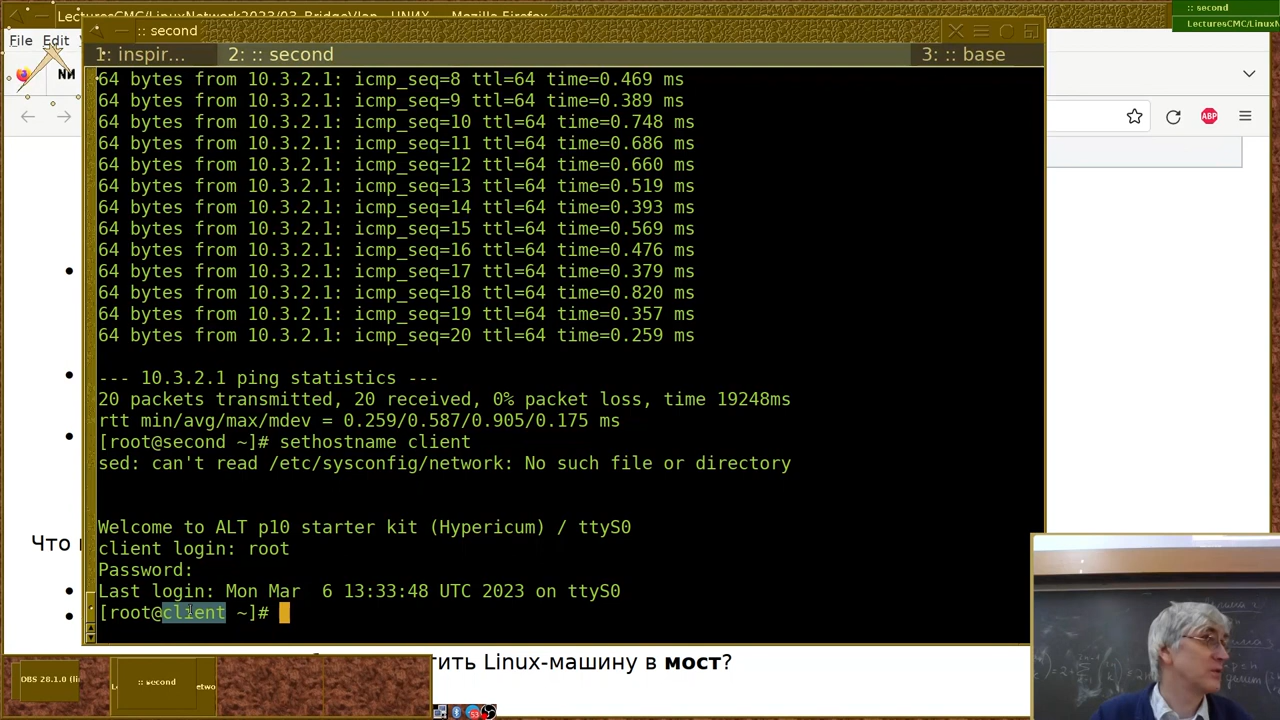 LecturesCMC/LinuxNetwork2023/03_BridgeVlan - UNИX — Mozilla Firefox
:: second
LecturesCMC/LinuxN
:: second
File Edit
1: inspir... 2: :: second 3: :: base
UNИ
ABP
64 bytes from 10.3.2.1: icmp_seq=8 ttl=64 time=0.469 ms
64 bytes from 10.3.2.1: icmp_seq=9 ttl=64 time=0.389 ms
64 bytes from 10.3.2.1: icmp_seq=10 ttl=64 time=0.748 ms
64 bytes from 10.3.2.1: icmp_seq=11 ttl=64 time=0.686 ms
64 bytes from 10.3.2.1: icmp_seq=12 ttl=64 time=0.660 ms
64 bytes from 10.3.2.1: icmp_seq=13 ttl=64 time=0.519 ms
64 bytes from 10.3.2.1: icmp_seq=14 ttl=64 time=0.393 ms
64 bytes from 10.3.2.1: icmp_seq=15 ttl=64 time=0.569 ms
64 bytes from 10.3.2.1: icmp_seq=16 ttl=64 time=0.476 ms
64 bytes from 10.3.2.1: icmp_seq=17 ttl=64 time=0.379 ms
64 bytes from 10.3.2.1: icmp_seq=18 ttl=64 time=0.820 ms
64 bytes from 10.3.2.1: icmp_seq=19 ttl=64 time=0.357 ms
64 bytes from 10.3.2.1: icmp_seq=20 ttl=64 time=0.259 ms
--- 10.3.2.1 ping statistics ---
20 packets transmitted, 20 received, 0% packet loss, time 19248ms
rtt min/avg/max/mdev = 0.259/0.587/0.905/0.175 ms
[root@second ~]# sethostname client
sed: can't read /etc/sysconfig/network: No such file or directory
Welcome to ALT p10 starter kit (Hypericum) / ttyS0
client login: root
Password:
Last login: Mon Mar  6 13:33:48 UTC 2023 on ttyS0
[root@client ~]#
Что
тить Linux-машину в мост?
OBS 28.1.0 (li
:: second
etwo
53